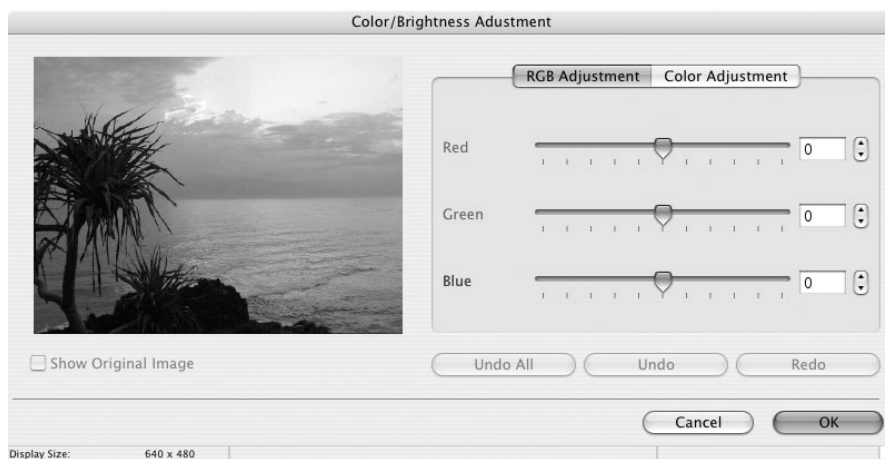 Color/Brightness Adustment
RGB Adjustment Color Adjustment
Red 0
Green 0
Blue 0
Show Original Image
Undo All Undo Redo
Cancel OK
Display Size: 640 x 480